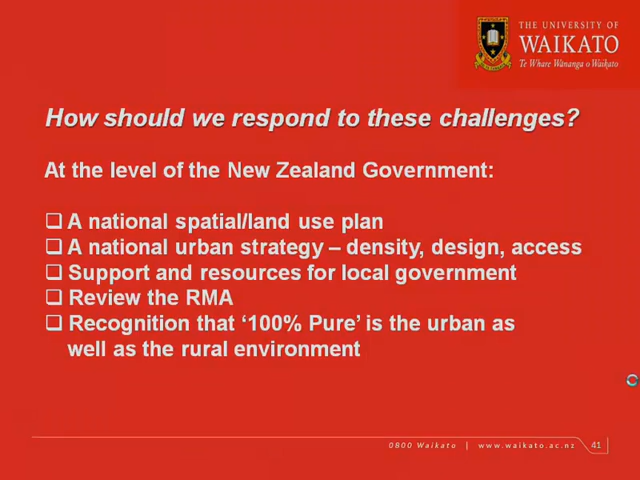 THE UNIVERSITY OF
WAIKATO
Te Whare Wānanga o Waikato
How should we respond to these challenges?
At the level of the New Zealand Government:
❑ A national spatial/land use plan
❑ A national urban strategy – density, design, access
❑ Support and resources for local government
❑ Review the RMA
❑ Recognition that ‘100% Pure’ is the urban as
well as the rural environment
0800 Waikato | www.waikato.ac.nz 41